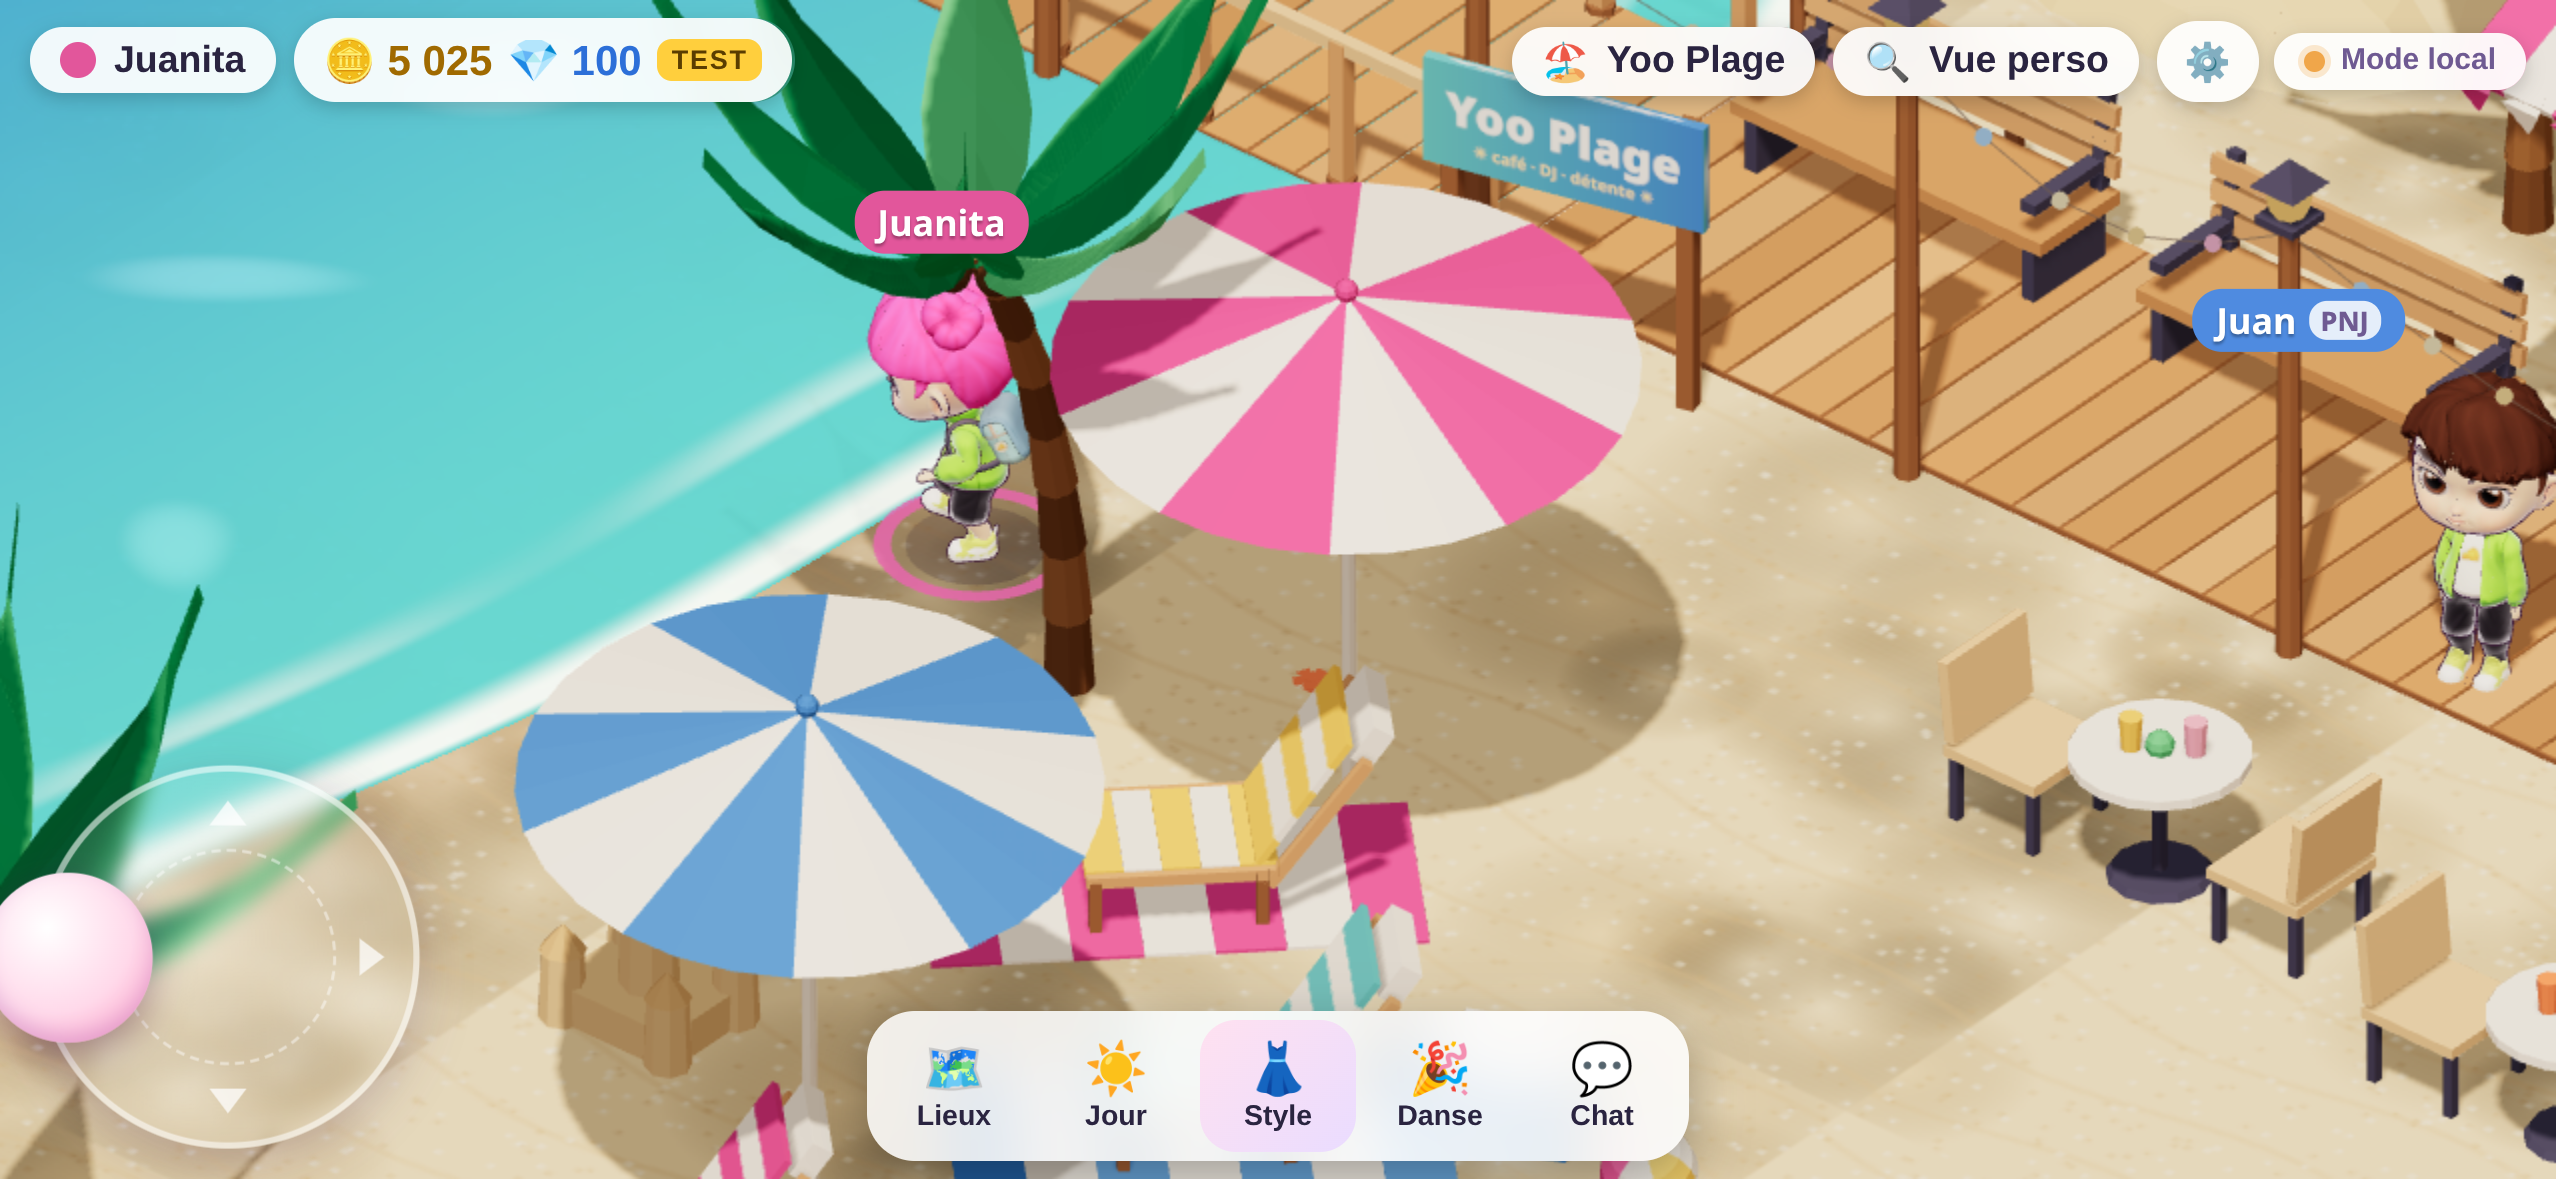 Juanita
5 025 100 TEST
Yoo Plage
Vue perso
Mode local
Yoo Plage
café - DJ - détente
Juanita
Juan PNJ
Lieux
Jour
Style
Danse
Chat